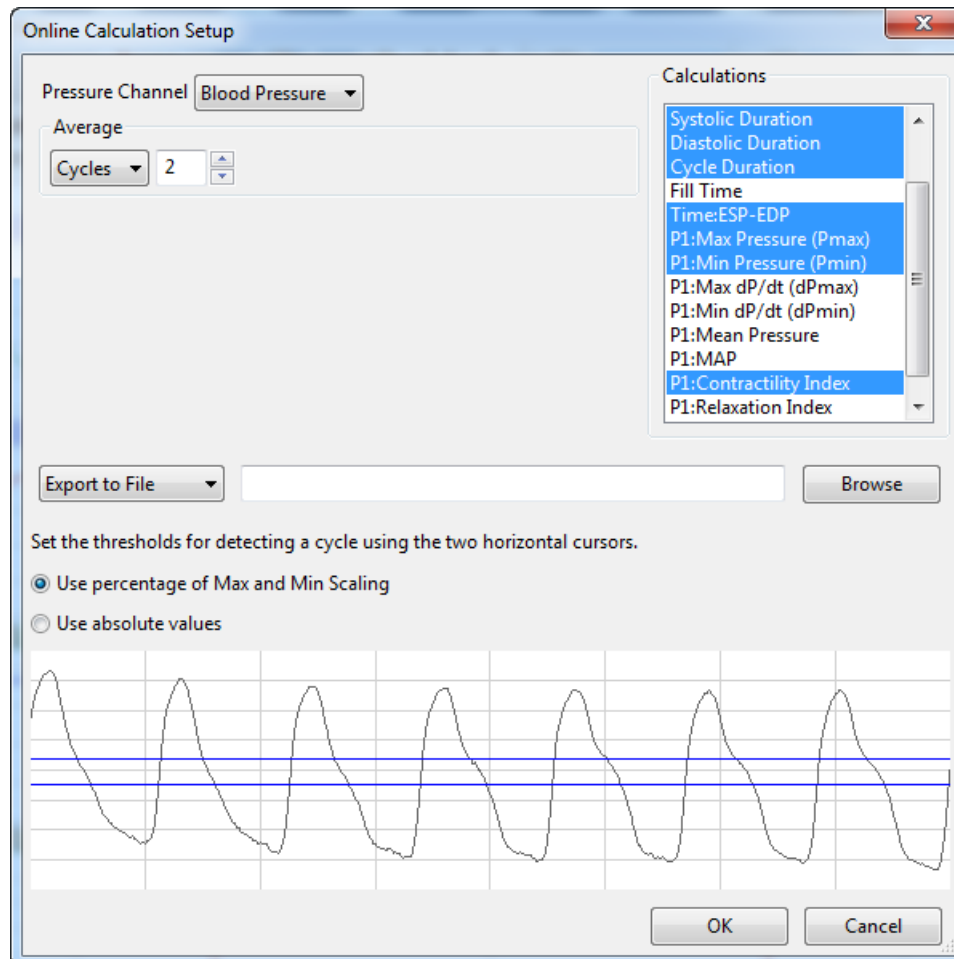 Online Calculation Setup
Pressure Channel Blood Pressure
Average
Cycles 2
Calculations
Systolic Duration
Diastolic Duration
Cycle Duration
Fill Time
Time:ESP-EDP
P1:Max Pressure (Pmax)
P1:Min Pressure (Pmin)
P1:Max dP/dt (dPmax)
P1:Min dP/dt (dPmin)
P1:Mean Pressure
P1:MAP
P1:Contractility Index
P1:Relaxation Index
Export to File Browse
Set the thresholds for detecting a cycle using the two horizontal cursors.
Use percentage of Max and Min Scaling
Use absolute values
OK Cancel